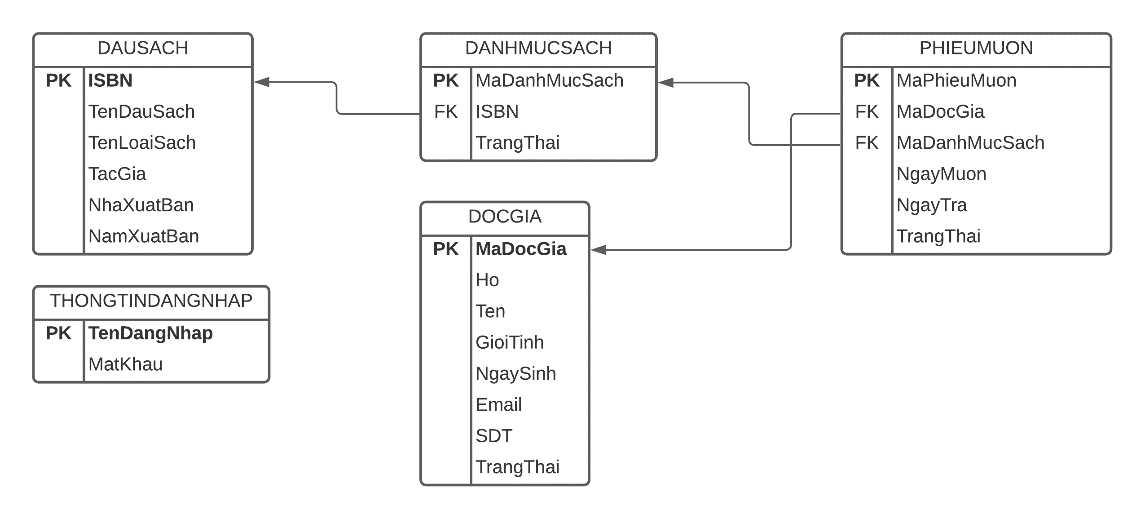 DAUSACH
PK ISBN
TenDauSach
TenLoaiSach
TacGia
NhaXuatBan
NamXuatBan
DANHMUCSACH
PK MaDanhMucSach
FK ISBN
TrangThai
PHIEUMUON
PK MaPhieuMuon
FK MaDocGia
FK MaDanhMucSach
NgayMuon
NgayTra
TrangThai
DOCGIA
PK MaDocGia
Ho
Ten
GioiTinh
NgaySinh
Email
SDT
TrangThai
THONGTINDANGNHAP
PK TenDangNhap
MatKhau